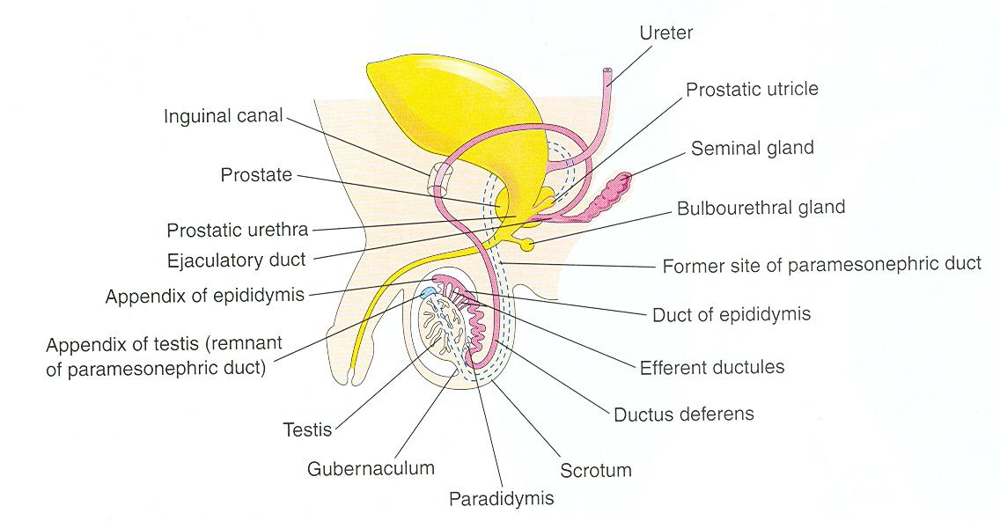 Ureter
Prostatic utricle
Inguinal canal
Seminal gland
Prostate
Bulbourethral gland
Prostatic urethra
Ejaculatory duct
Former site of paramesonephric duct
Appendix of epididymis
Duct of epididymis
Appendix of testis (remnant
of paramesonephric duct)
Efferent ductules
Ductus deferens
Testis
Gubernaculum
Scrotum
Paradidymis